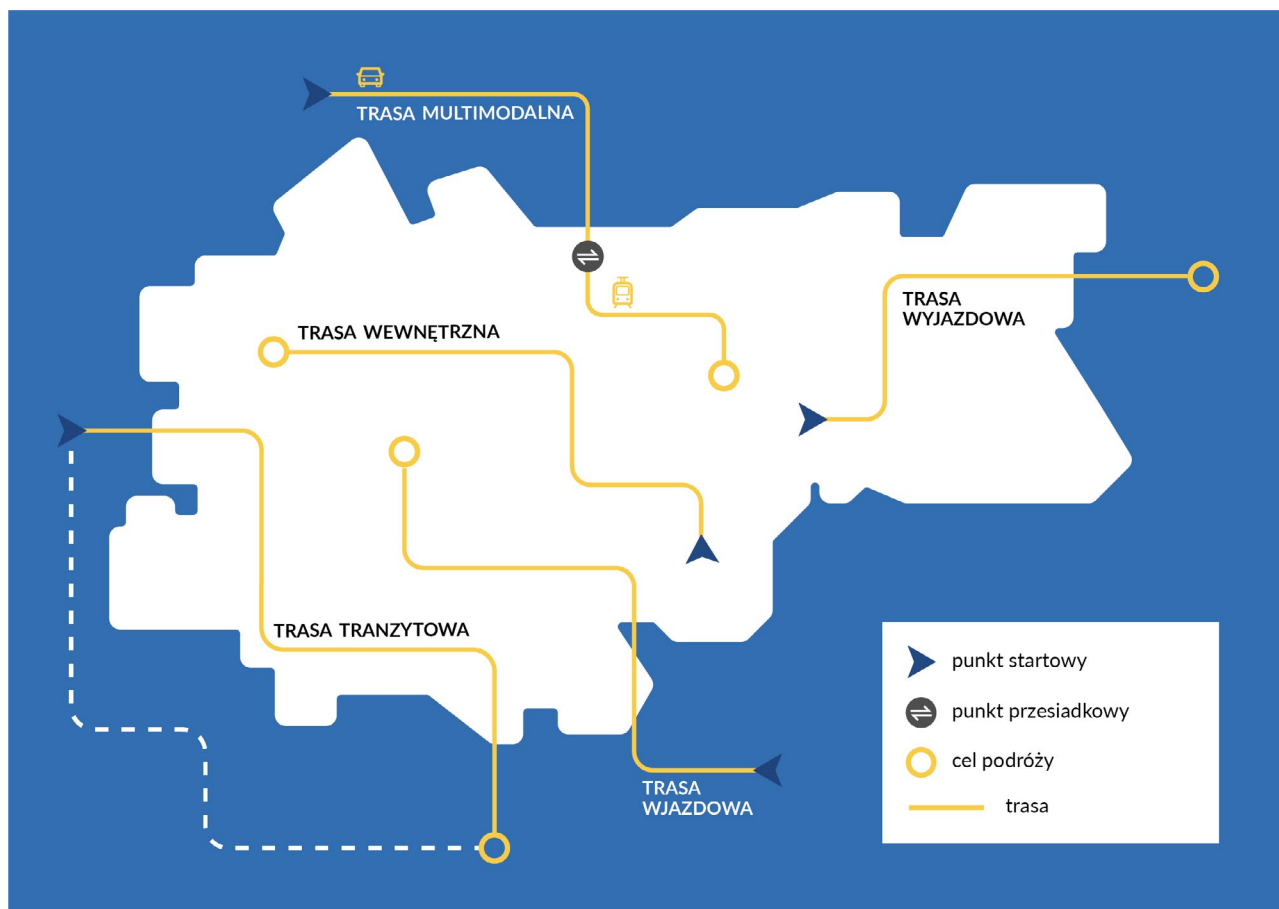 TRASA MULTIMODALNA
TRASA
WYJAZDOWA
TRASA WEWNĘTRZNA
TRASA TRANZYTOWA
TRASA
WJAZDOWA
punkt startowy
punkt przesiadkowy
cel podróży
trasa